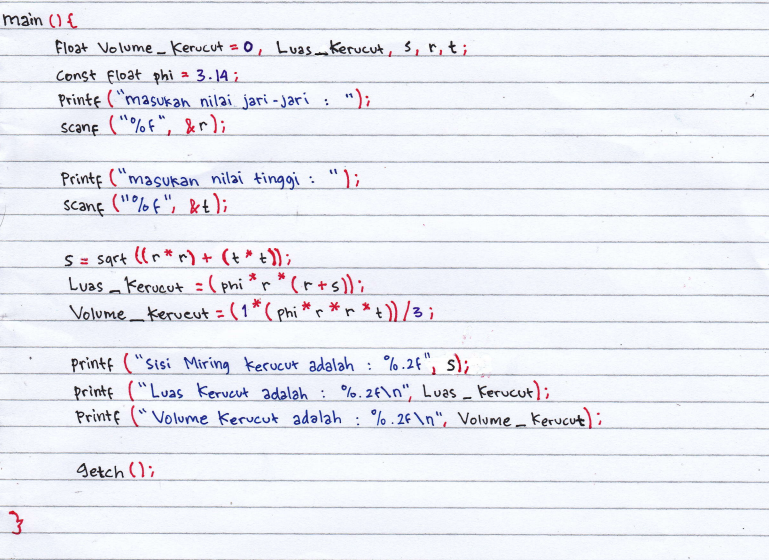 main () {
Float Volume_Kerucut = 0, Luas_Kerucut, s, r, t;
const float phi = 3.14;
Printf ("masukan nilai jari-jari : ");
scanf ("%f", &r);
Printf ("masukan nilai tinggi : ");
scanf ("%f", &t);
s = sqrt ((r*r) + (t*t));
Luas_Kerucut = (phi*r*(r+s));
Volume_Kerucut = (1*(phi*r*r*t))/3;
printf ("Sisi Miring Kerucut adalah : %.2f", s);
printf ("Luas Kerucut adalah : %.2f\n", Luas_Kerucut);
Printf ("Volume Kerucut adalah : %.2f\n", Volume_Kerucut);
getch ();
}